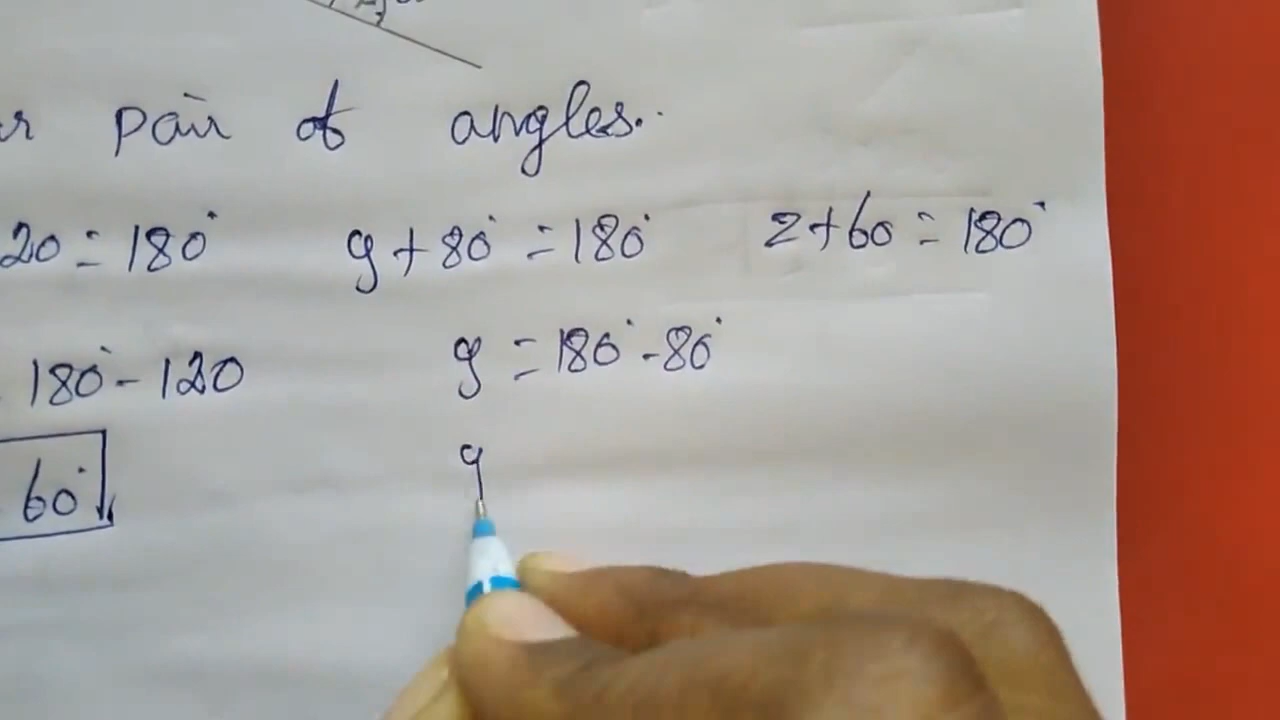 pair of angles.
20 = 180° y + 80° = 180° z + 60 = 180°
180° - 120 y = 180° - 80°
60° y